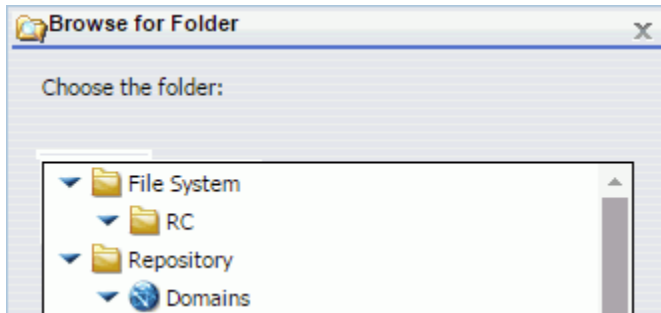 Browse for Folder
Choose the folder:
File System
RC
Repository
Domains